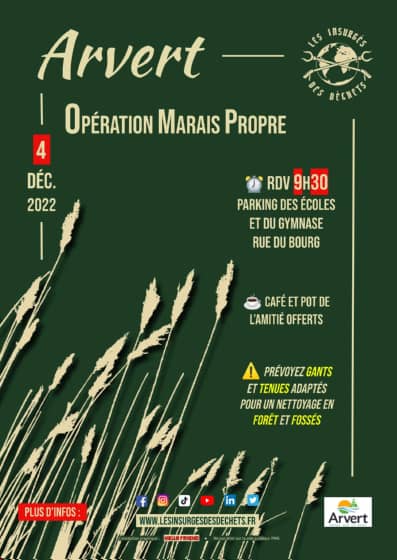 Arvert
LES INSURGÉS
DES DÉCHETS
OPÉRATION MARAIS PROPRE
4
DÉC.
2022
RDV 9H30
PARKING DES ÉCOLES
ET DU GYMNASE
RUE DU BOURG
CAFÉ ET POT DE
L'AMITIÉ OFFERTS
PRÉVOYEZ GANTS
ET TENUES ADAPTÉS
POUR UN NETTOYAGE EN
FORÊT ET FOSSÉS
PLUS D'INFOS :
WWW.LESINSURGESDESDECHETS.FR
Arvert